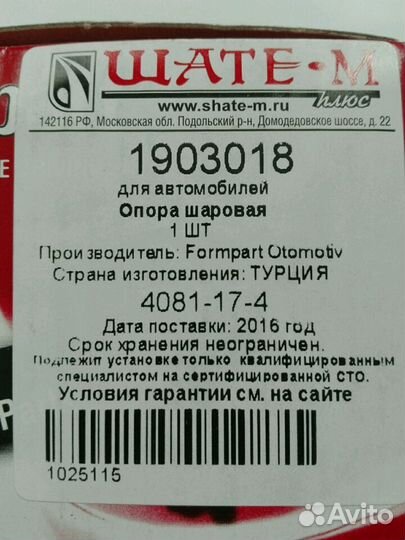 ШАТЕ-М
плюс
www.shate-m.ru
142116 РФ, Московская обл. Подольский р-н, Домодедовское шоссе, д. 22
1903018
для автомобилей
Опора шаровая
1 ШТ
Производитель: Formpart Otomotiv
Страна изготовления: ТУРЦИЯ
4081-17-4
Дата поставки: 2016 год
Срок хранения неограничен.
Подлежит установке только квалифицированным
специалистом на сертифицированной СТО.
Условия гарантии см. на сайте
1025115
Avito